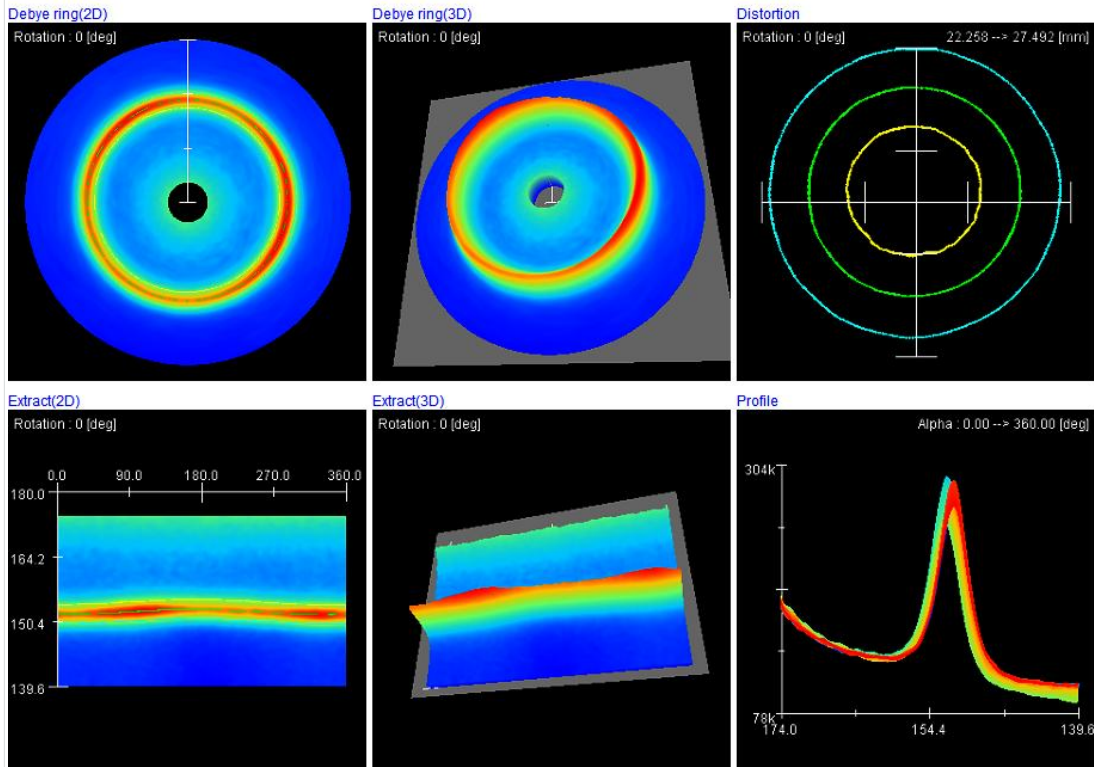 Debye ring(2D)
Rotation : 0 [deg]
Debye ring(3D)
Rotation : 0 [deg]
Distortion
Rotation : 0 [deg]
22.258 --> 27.492 [mm]
Extract(2D)
Rotation : 0 [deg]
0.0 90.0 180.0 270.0 360.0
180.0
164.2
150.4
139.6
Extract(3D)
Rotation : 0 [deg]
Profile
Alpha : 0.00 --> 360.00 [deg]
304k
78k
174.0 154.4 139.6